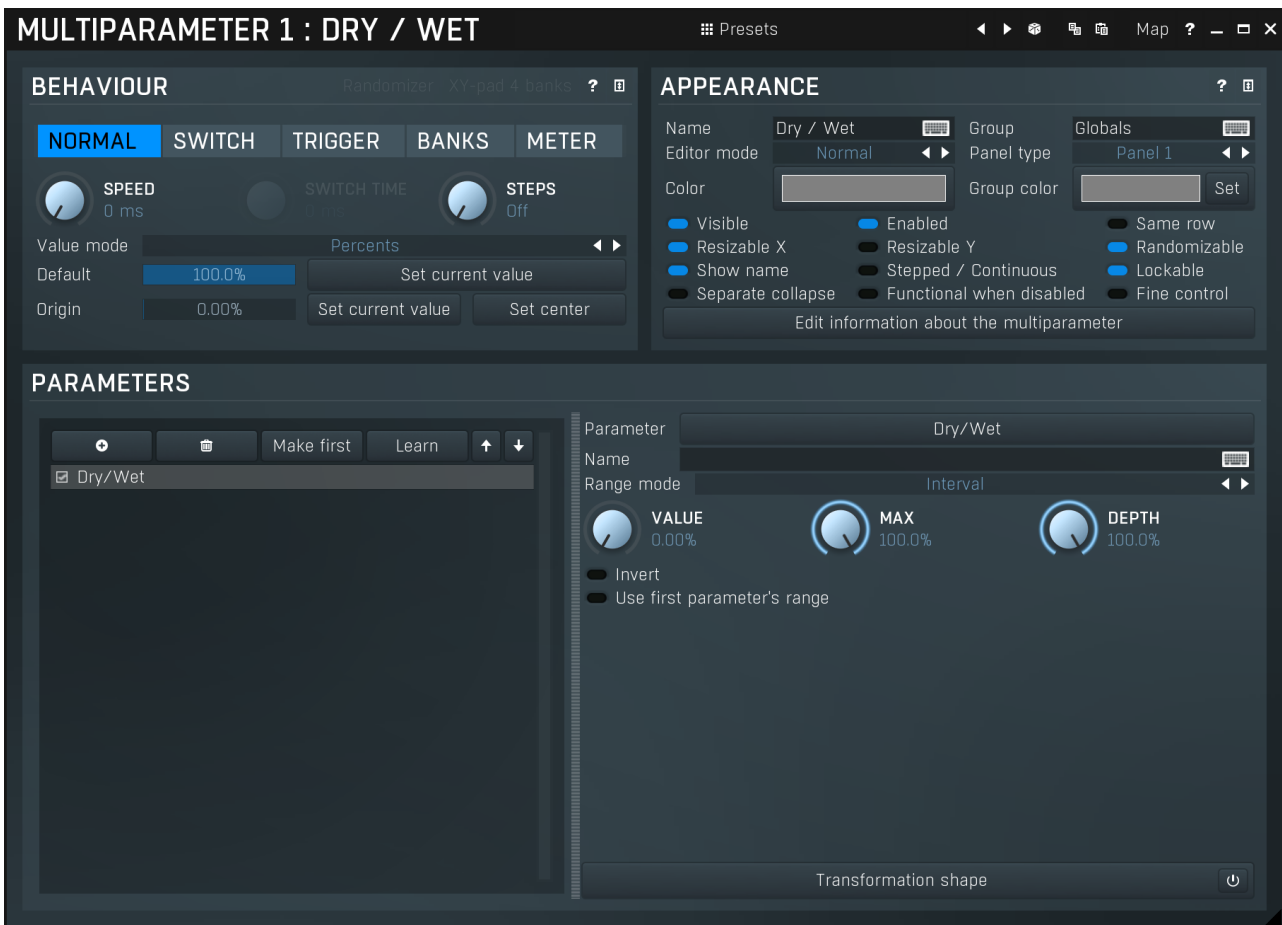 MULTIPARAMETER 1 : DRY / WET
Presets
Map ?
BEHAVIOUR
Randomizer XY-pad 4 banks ?
NORMAL SWITCH TRIGGER BANKS METER
SPEED
0 ms
SWITCH TIME
STEPS
Off
Value mode Percents
Default 100.0% Set current value
Origin 0.00% Set current value Set center
APPEARANCE ?
Name Dry / Wet Group Globals
Editor mode Normal Panel type Panel 1
Color Group color Set
Visible Enabled Same row
Resizable X Resizable Y Randomizable
Show name Stepped / Continuous Lockable
Separate collapse Functional when disabled Fine control
Edit information about the multiparameter
PARAMETERS
Make first Learn
Dry/Wet
Parameter Dry/Wet
Name
Range mode Interval
VALUE
0.00%
MAX
100.0%
DEPTH
100.0%
Invert
Use first parameter's range
Transformation shape